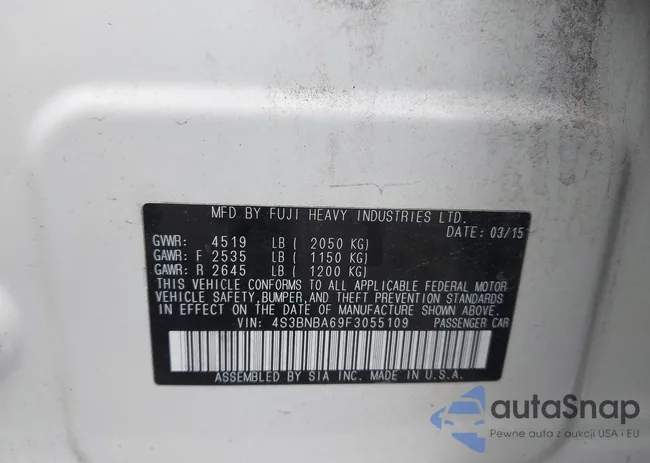 MFD BY FUJI HEAVY INDUSTRIES LTD.
DATE: 03/15
GVWR: 4519 LB ( 2050 KG)
GAWR: F 2535 LB ( 1150 KG)
GAWR: R 2645 LB ( 1200 KG)
THIS VEHICLE CONFORMS TO ALL APPLICABLE FEDERAL MOTOR
VEHICLE SAFETY, BUMPER, AND THEFT PREVENTION STANDARDS
IN EFFECT ON THE DATE OF MANUFACTURE SHOWN ABOVE.
VIN: 4S3BNBA69F3055109 PASSENGER CAR
ASSEMBLED BY SIA INC. MADE IN U.S.A.
autaSnap
Pewne auta z aukcji USA i EU